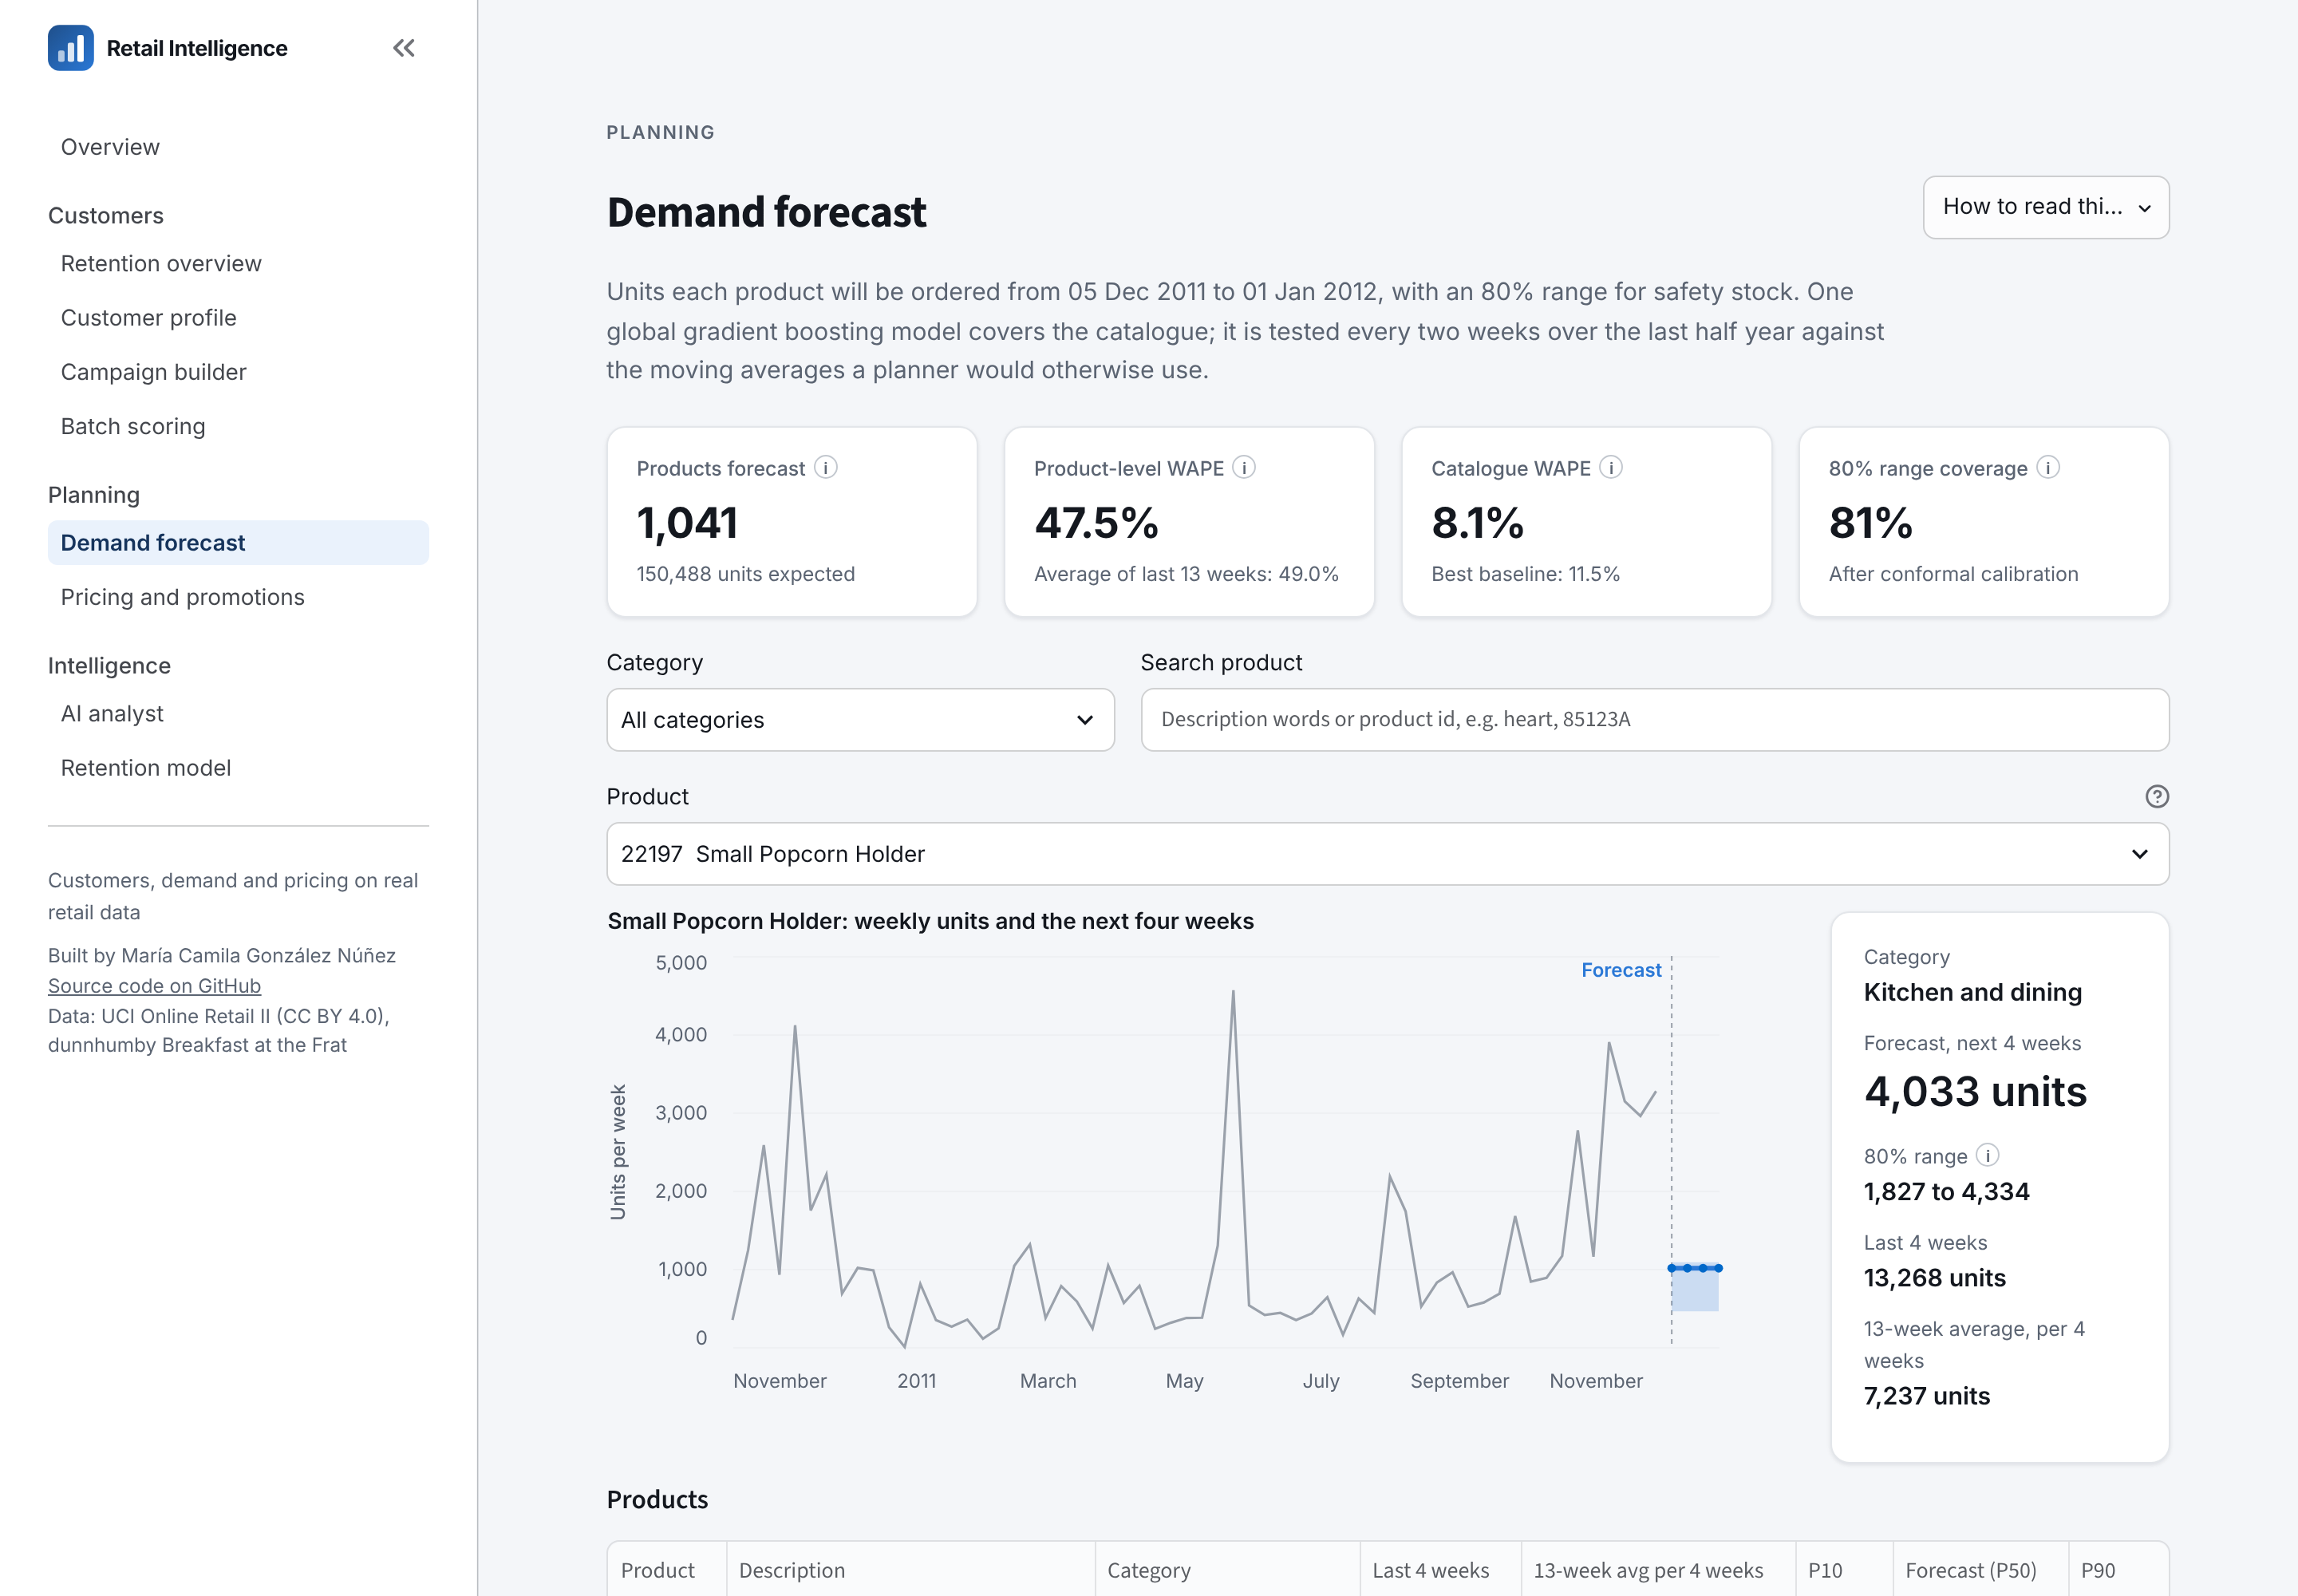 Retail Intelligence
Overview
Customers
Retention overview
Customer profile
Campaign builder
Batch scoring
Planning
Demand forecast
Pricing and promotions
Intelligence
AI analyst
Retention model
Customers, demand and pricing on real
retail data
Built by María Camila González Núñez
Source code on GitHub
Data: UCI Online Retail II (CC BY 4.0),
dunnhumby Breakfast at the Frat
PLANNING
Demand forecast
How to read thi...
Units each product will be ordered from 05 Dec 2011 to 01 Jan 2012, with an 80% range for safety stock. One
global gradient boosting model covers the catalogue; it is tested every two weeks over the last half year against
the moving averages a planner would otherwise use.
Products forecast
1,041
150,488 units expected
Product-level WAPE
47.5%
Average of last 13 weeks: 49.0%
Catalogue WAPE
8.1%
Best baseline: 11.5%
80% range coverage
81%
After conformal calibration
Category
All categories
Search product
Description words or product id, e.g. heart, 85123A
Product
22197 Small Popcorn Holder
Small Popcorn Holder: weekly units and the next four weeks
Units per week
5,000
4,000
3,000
2,000
1,000
0
Forecast
November 2011 March May July September November
Category
Kitchen and dining
Forecast, next 4 weeks
4,033 units
80% range
1,827 to 4,334
Last 4 weeks
13,268 units
13-week average, per 4
weeks
7,237 units
Products
Product Description Category Last 4 weeks 13-week avg per 4 weeks P10 Forecast (P50) P90